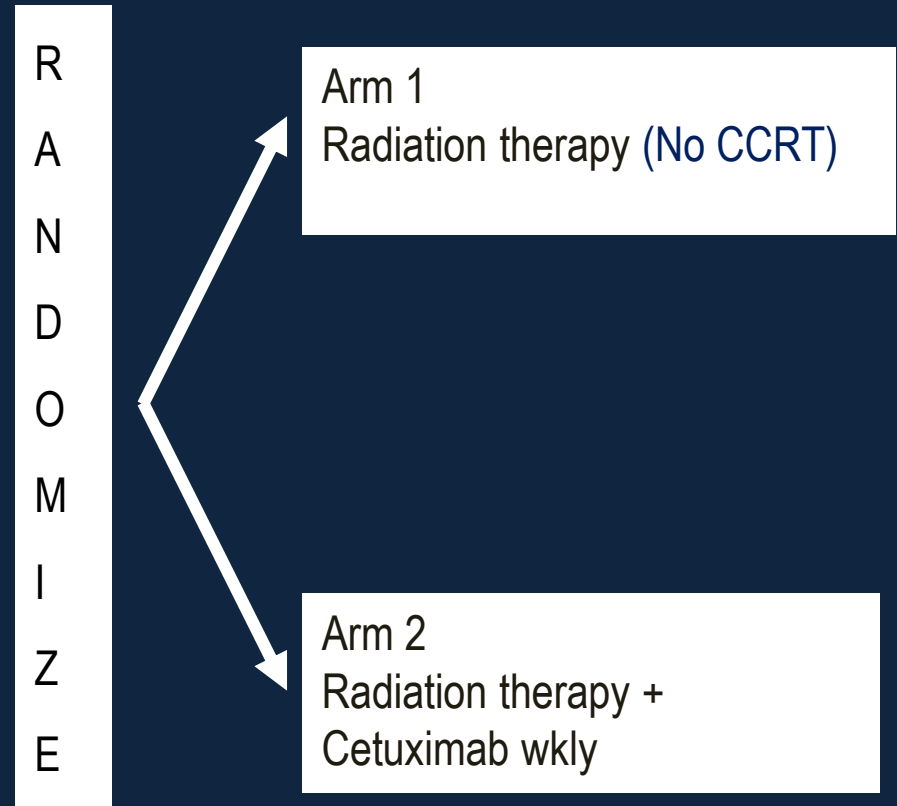 R
A
N
D
O
M
I
Z
E
Arm 1
Radiation therapy (No CCRT)
Arm 2
Radiation therapy +
Cetuximab wkly